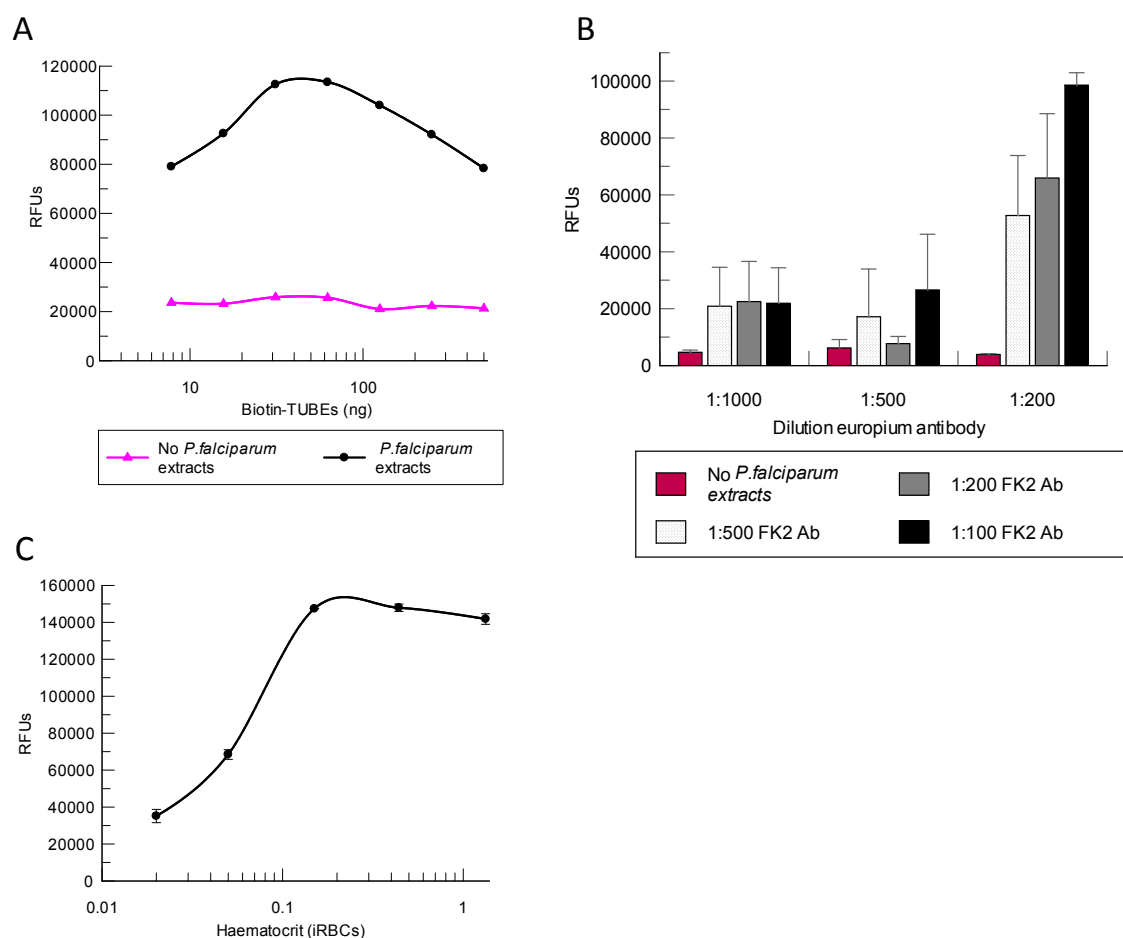 A
120000
100000
80000
60000
40000
20000
0
RFUs
10
100
Biotin-TUBEs (ng)
No P.falciparum
extracts
P.falciparum
extracts
B
100000
80000
60000
40000
20000
0
RFUs
1:1000
1:500
1:200
Dilution europium antibody
No P.falciparum
extracts
1:200 FK2 Ab
1:500 FK2 Ab
1:100 FK2 Ab
C
160000
140000
120000
100000
80000
60000
40000
20000
0
RFUs
0.01
0.1
1
Haematocrit (iRBCs)